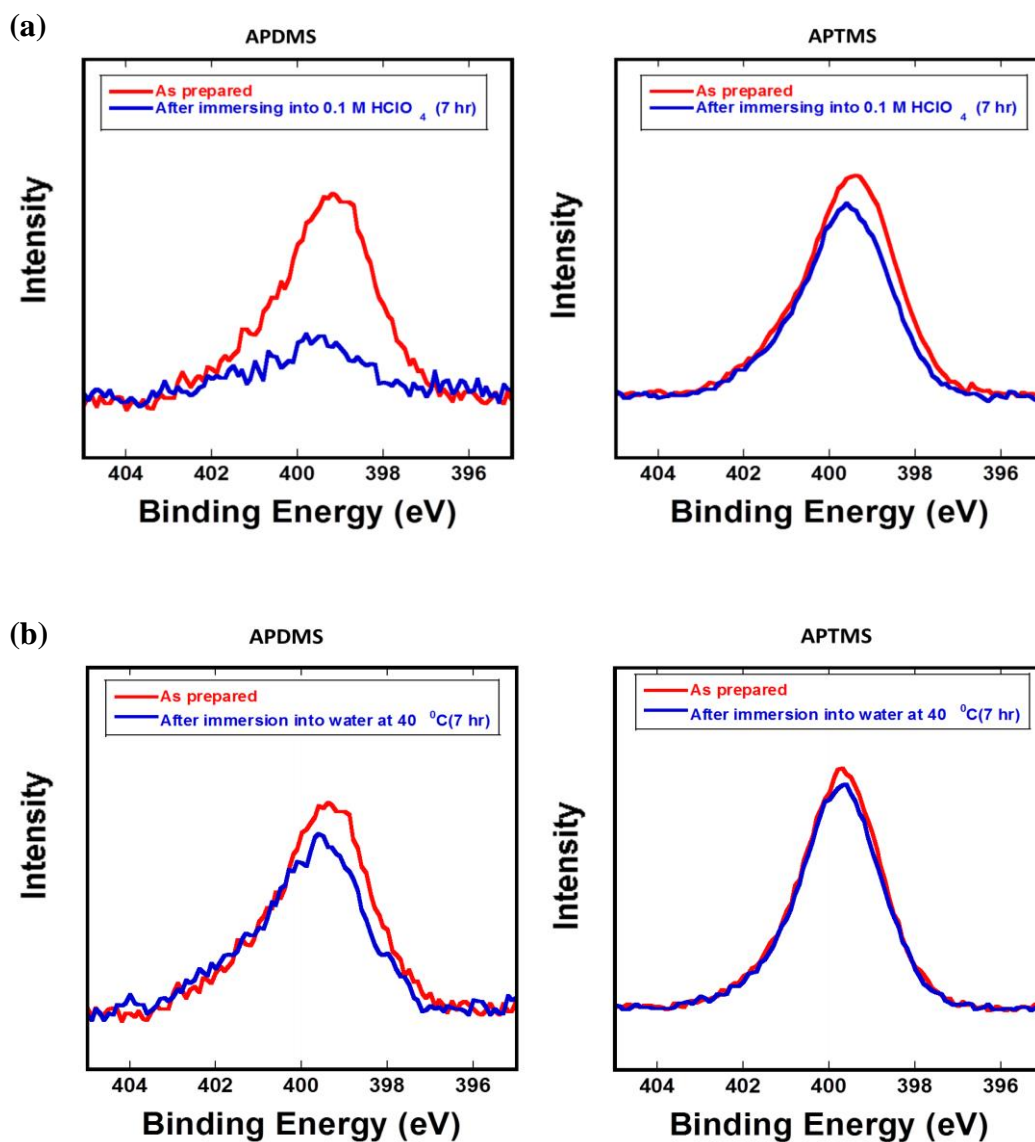 (a)
APDMS
APTMS
As prepared
After immersing into 0.1 M HClO 4 (7 hr)
As prepared
After immersing into 0.1 M HClO 4 (7 hr)
Intensity
Intensity
404 402 400 398 396
404 402 400 398 396
Binding Energy (eV)
Binding Energy (eV)
(b)
APDMS
APTMS
As prepared
After immersion into water at 40 ⁰C(7 hr)
As prepared
After immersion into water at 40 ⁰C(7 hr)
Intensity
Intensity
404 402 400 398 396
404 402 400 398 396
Binding Energy (eV)
Binding Energy (eV)